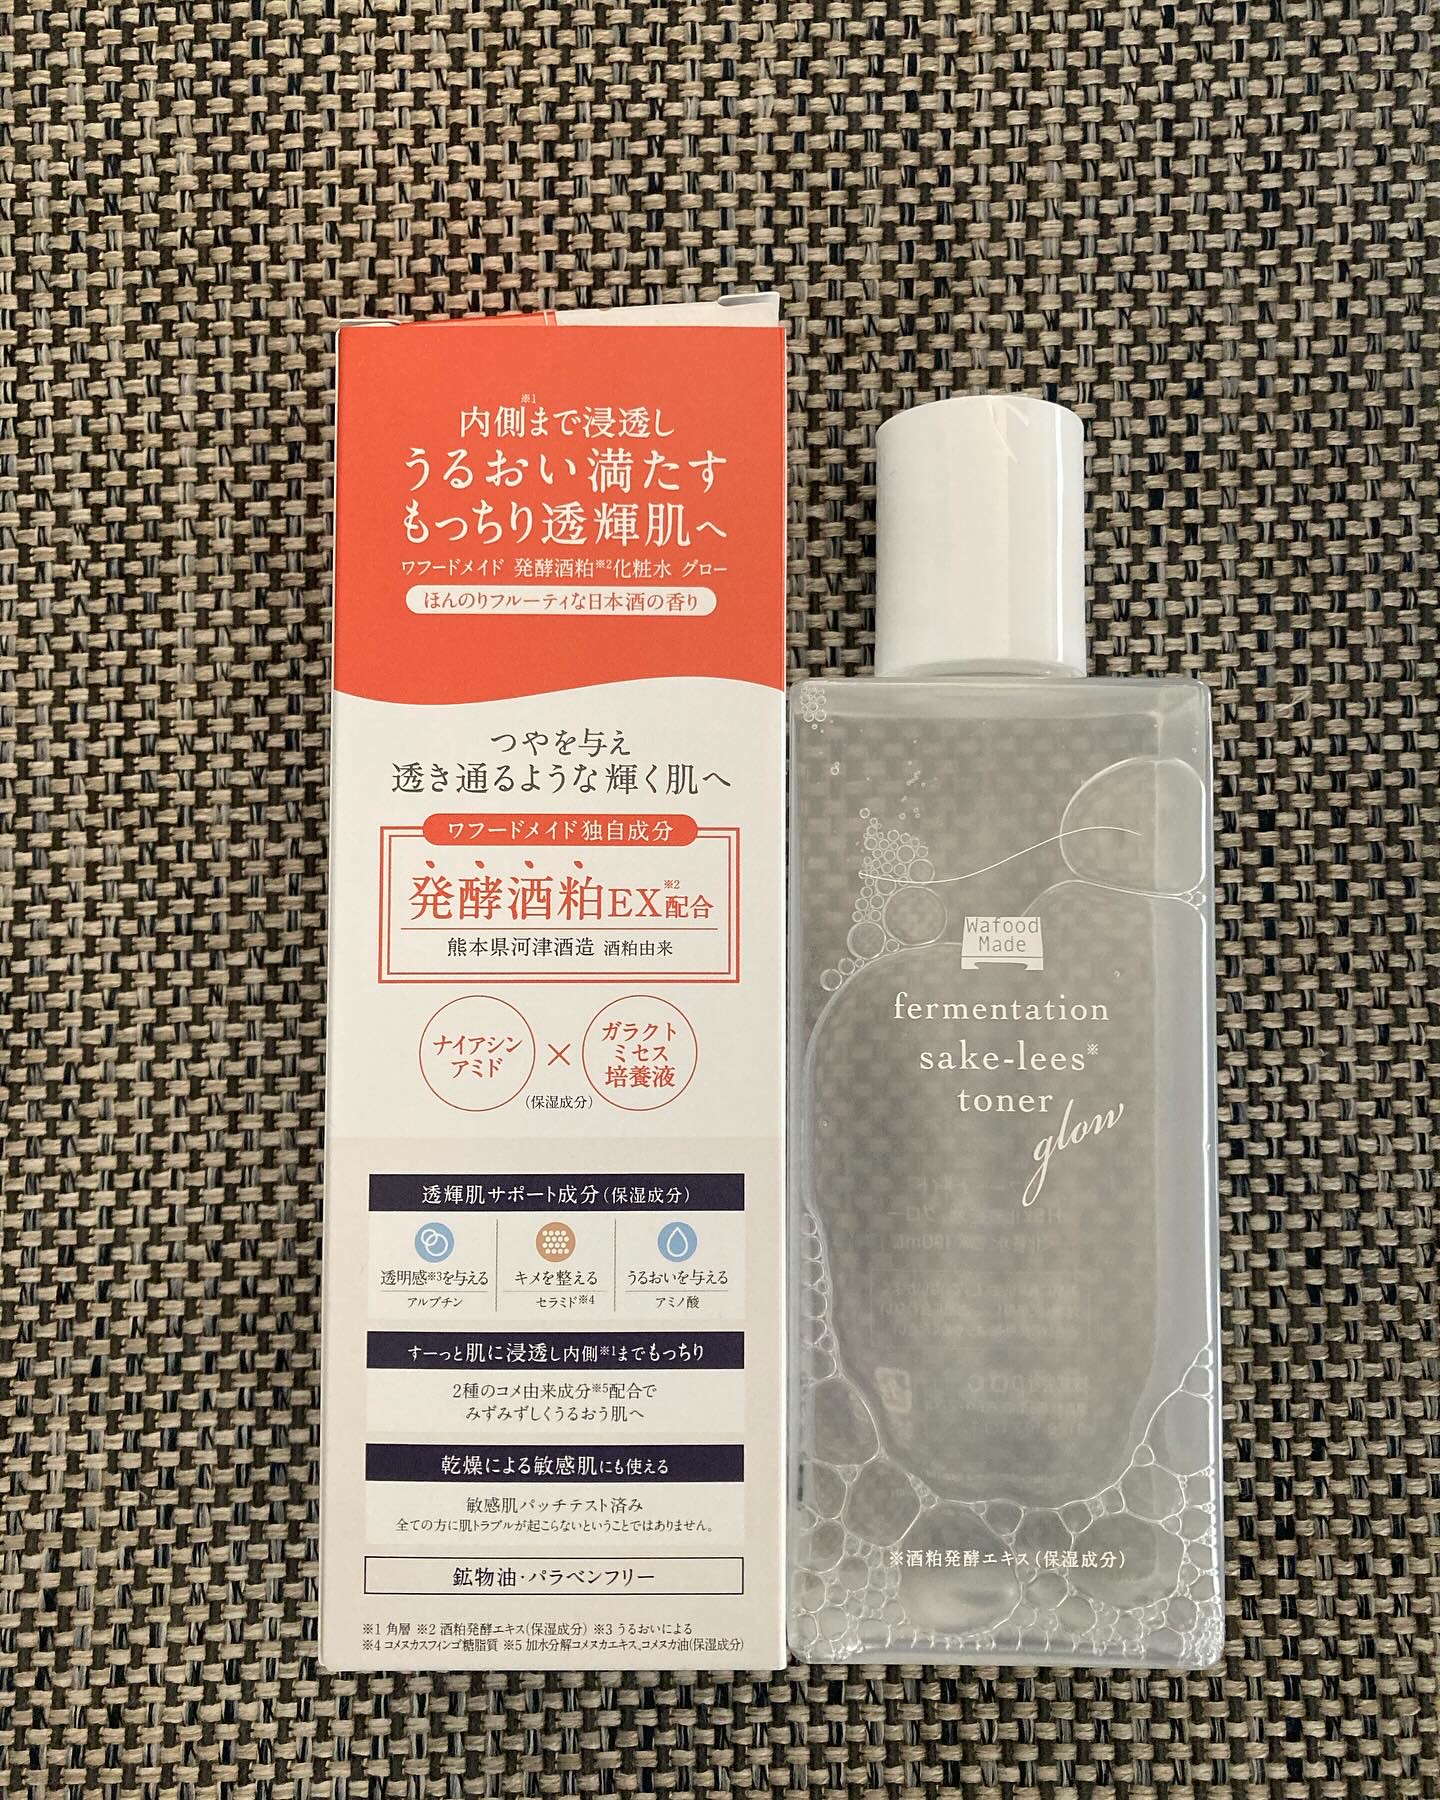 内側※1まで浸透し
うるおい満たす
もっちり透輝肌へ
ワフードメイド 発酵酒粕※2化粧水 グロー
ほんのりフルーティな日本酒の香り
つやを与え
透き通るような輝く肌へ
ワフードメイド独自成分
発酵酒粕EX※2配合
熊本県河津酒造 酒粕由来
ナイアシン
アミド
×
ガラクト
ミセス
培養液
(保湿成分)
透輝肌サポート成分(保湿成分)
透明感※3を与える
アルブチン
キメを整える
セラミド※4
うるおいを与える
アミノ酸
すーっと肌に浸透し内側※1までもっちり
2種のコメ由来成分※5配合で
みずみずしくうるおう肌へ
乾燥による敏感肌にも使える
敏感肌パッチテスト済み
全ての方に肌トラブルが起こらないということではありません。
鉱物油・パラベンフリー
※1 角層 ※2 酒粕発酵エキス(保湿成分) ※3 うるおいによる
※4 コメヌカスフィンゴ糖脂質 ※5 加水分解コメヌカエキス、コメヌカ油(保湿成分)
Wafood
Made
fermentation
sake-lees※
toner
glow
※酒粕発酵エキス(保湿成分)